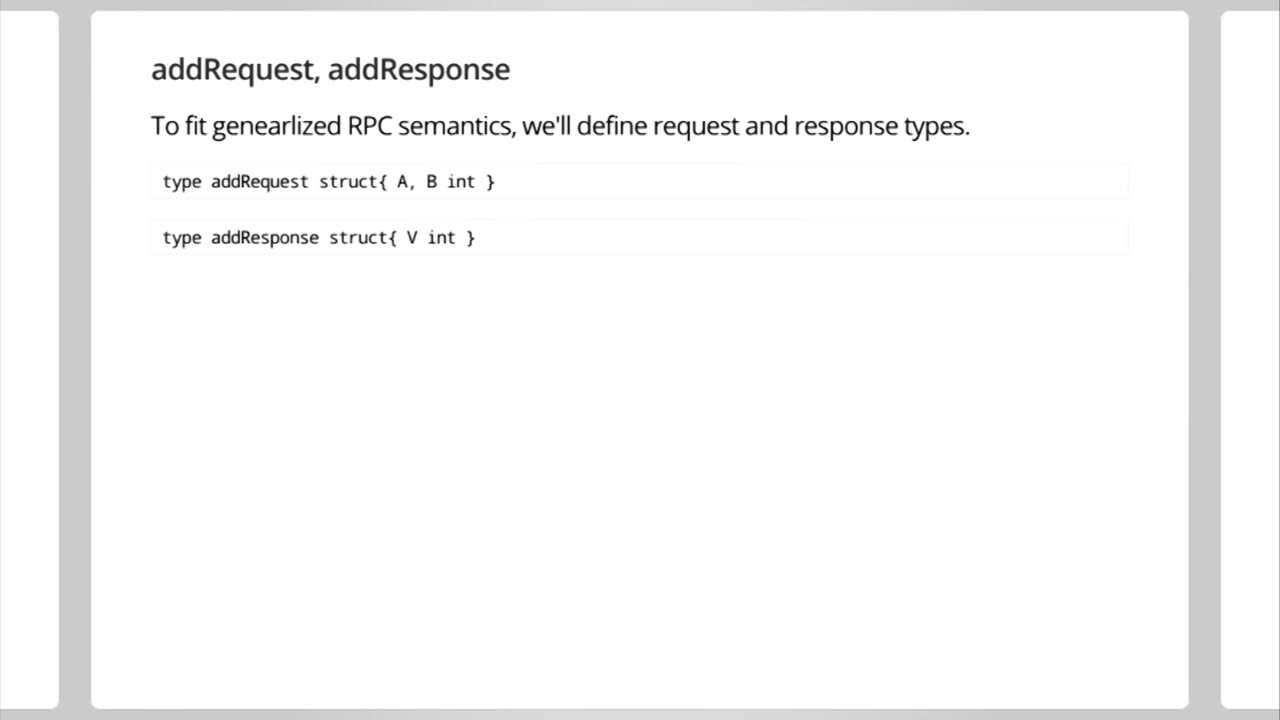 addRequest, addResponse
To fit genearlized RPC semantics, we'll define request and response types.
type addRequest struct{ A, B int }
type addResponse struct{ V int }